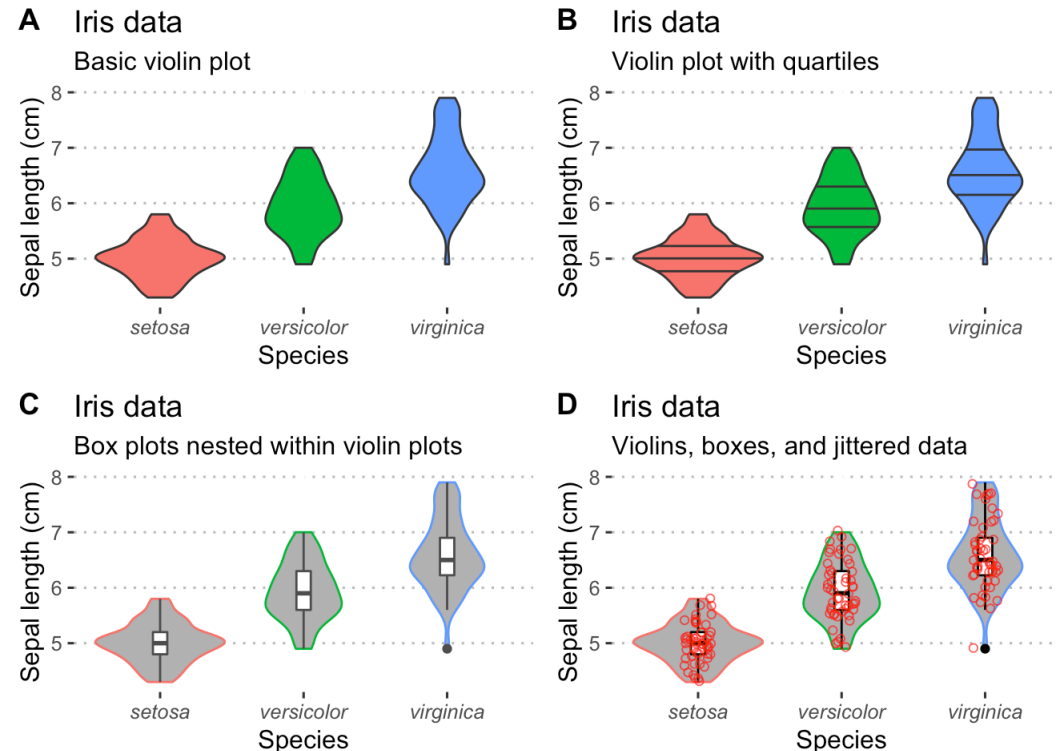 A Iris data
Basic violin plot
Sepal length (cm)
8
7
6
5
setosa versicolor virginica
Species
B Iris data
Violin plot with quartiles
Sepal length (cm)
8
7
6
5
setosa versicolor virginica
Species
C Iris data
Box plots nested within violin plots
Sepal length (cm)
8
7
6
5
setosa versicolor virginica
Species
D Iris data
Violins, boxes, and jittered data
Sepal length (cm)
8
7
6
5
setosa versicolor virginica
Species